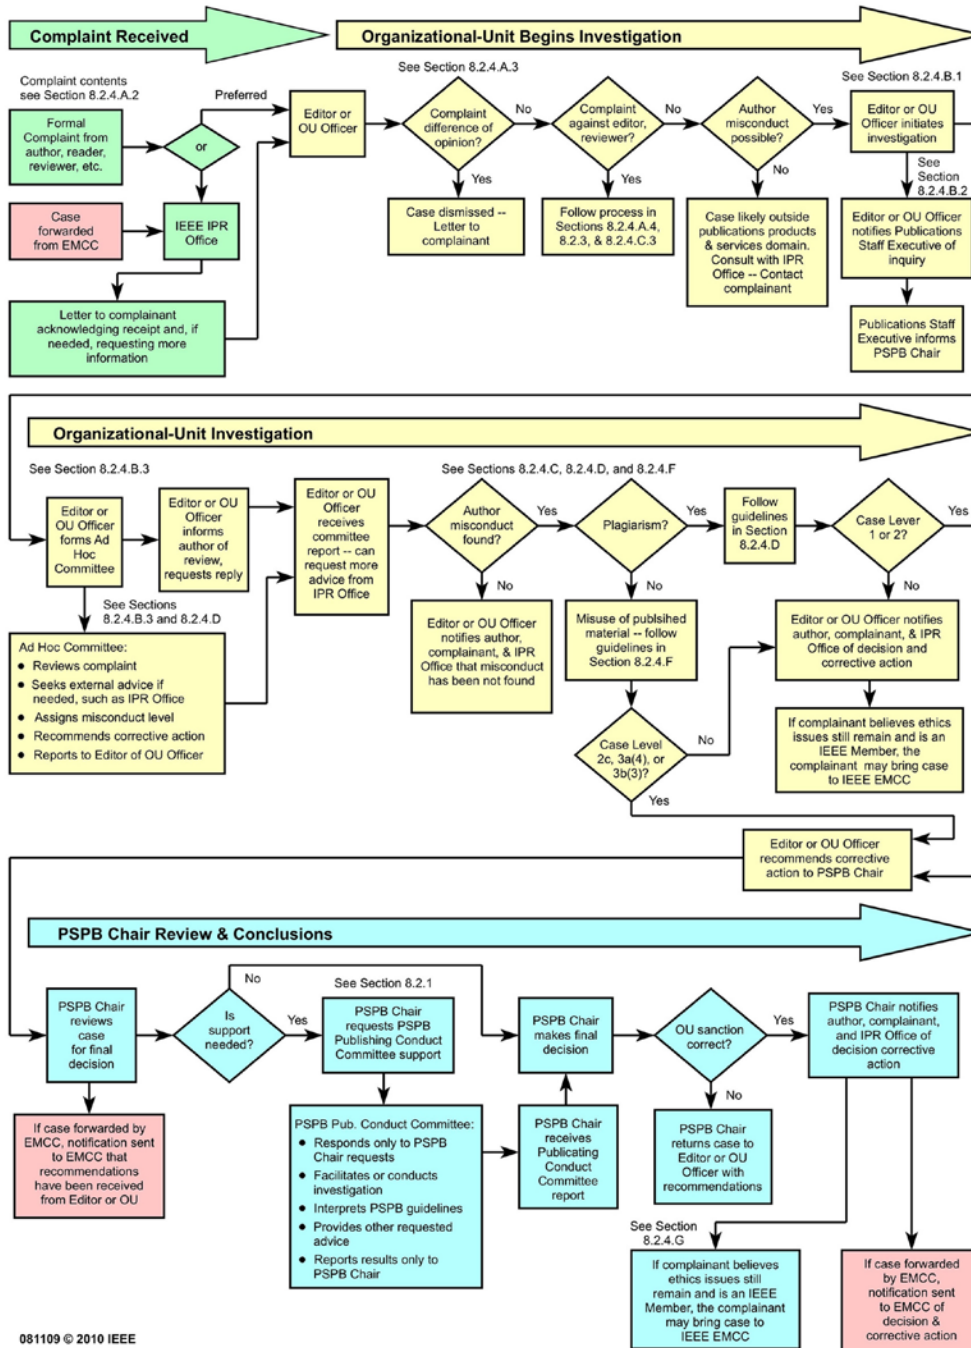 Complaint Received
Organizational-Unit Begins Investigation
Complaint contents
see Section 8.2.4.A.2
Formal
Complaint from
author, reader,
reviewer, etc.
or
Preferred
Case
forwarded
from EMCC
IEEE IPR
Office
Letter to complainant
acknowledging receipt and, if
needed, requesting more
information
Editor or
OU Officer
See Section 8.2.4.A.3
Complaint
difference of
opinion?
No
Yes
Case dismissed --
Letter to
complainant
Complaint
against editor,
reviewer?
No
Yes
Follow process in
Sections 8.2.4.A.4,
8.2.3, & 8.2.4.C.3
Author
misconduct
possible?
Yes
No
Case likely outside
publications products
& services domain.
Consult with IPR
Office -- Contact
complainant
See Section 8.2.4.B.1
Editor or OU
Officer initiates
investigation
See
Section
8.2.4.B.2
Editor or OU Officer
notifies Publications
Staff Executive of
inquiry
Publications Staff
Executive informs
PSPB Chair
Organizational-Unit Investigation
See Section 8.2.4.B.3
Editor or
OU Officer
forms Ad
Hoc
Committee
Editor or OU
Officer
informs
author of
review,
requests reply
See Sections
8.2.4.B.3 and 8.2.4.D
Ad Hoc Committee:
● Reviews complaint
● Seeks external advice if
needed, such as IPR Office
● Assigns misconduct level
● Recommends corrective action
● Reports to Editor of OU Officer
Editor or OU
Officer
receives
committee
report -- can
request more
advice from
IPR Office
See Sections 8.2.4.C, 8.2.4.D, and 8.2.4.F
Author
misconduct
found?
Yes
No
Editor or OU Officer
notifies author,
complainant, & IPR
Office that misconduct
has been not found
Plagiarism?
Yes
No
Misuse of publsihed
material -- follow
guidelines in
Section 8.2.4.F
Case Level
2c, 3a(4), or
3b(3)?
No
Yes
Follow
guidelines
in Section
8.2.4.D
Case Lever
1 or 2?
Yes
No
Editor or OU Officer notifies
author, complainant, & IPR
Office of decision and
corrective action
If complainant believes ethics
issues still remain and is an
IEEE Member, the
complainant may bring case
to IEEE EMCC
Editor or OU Officer
recommends corrective
action to PSPB Chair
PSPB Chair Review & Conclusions
PSPB Chair
reviews
case
for final
decision
If case forwarded by
EMCC, notification sent
to EMCC that
recommendations
have been received
from Editor or OU
Is
support
needed?
No
Yes
See Section 8.2.1
PSPB Chair
requests PSPB
Publishing Conduct
Committee support
PSPB Pub. Conduct Committee:
● Responds only to PSPB
Chair requests
● Facilitates or conducts
investigation
● Interprets PSPB guidelines
● Provides other requested
advice
● Reports results only to
PSPB Chair
PSPB Chair
makes final
decision
PSPB Chair
receives
Publicating
Conduct
Committee
report
OU sanction
correct?
Yes
No
PSPB Chair
returns case to
Editor or OU
Officer with
recommendations
PSPB Chair notifies
author, complainant,
and IPR Office of
decision corrective
action
See Section
8.2.4.G
If complainant believes
ethics issues still
remain and is an IEEE
Member, the complainant
may bring case to
IEEE EMCC
If case forwarded
by EMCC,
notification sent
to EMCC of
decision &
corrective action
081109 © 2010 IEEE